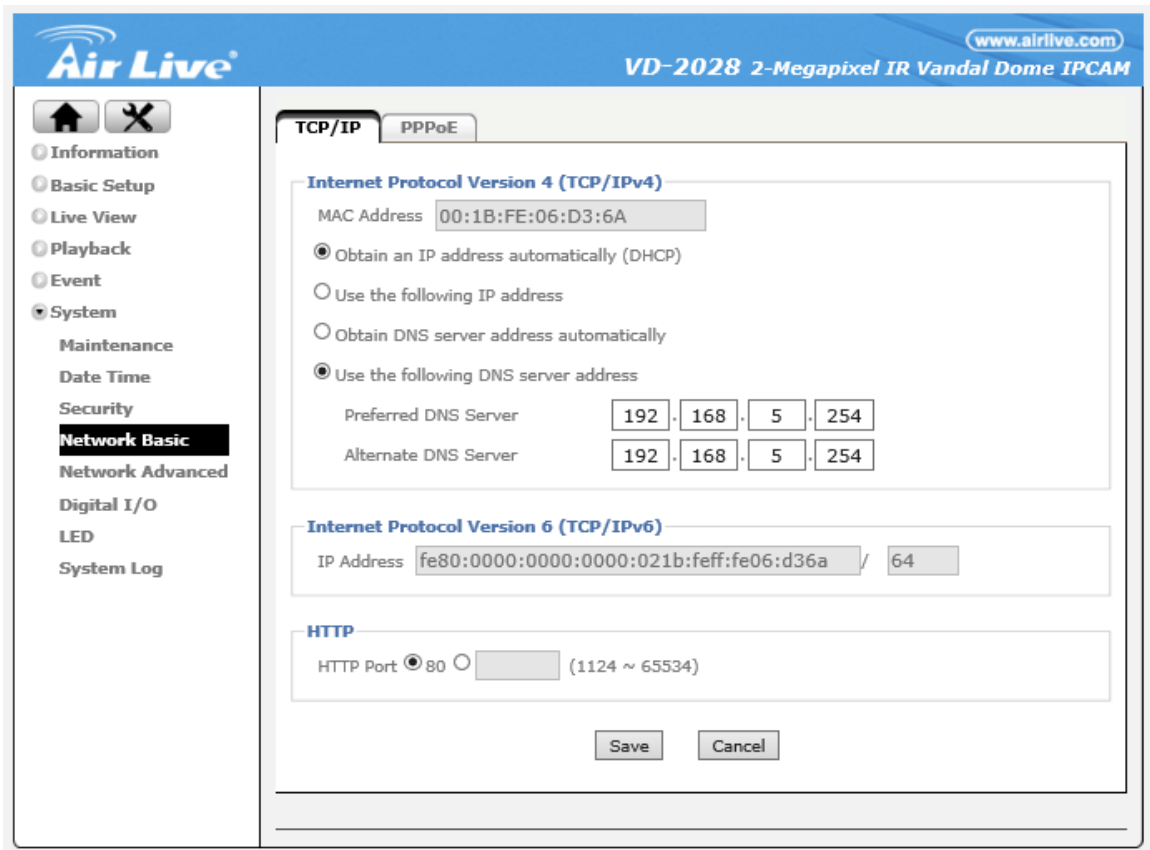 www.airlive.com
Air Live®
VD-2028 2-Megapixel IR Vandal Dome IPCAM
Information
Basic Setup
Live View
Playback
Event
System
Maintenance
Date Time
Security
Network Basic
Network Advanced
Digital I/O
LED
System Log
TCP/IP PPPoE
Internet Protocol Version 4 (TCP/IPv4)
MAC Address 00:1B:FE:06:D3:6A
Obtain an IP address automatically (DHCP)
Use the following IP address
Obtain DNS server address automatically
Use the following DNS server address
Preferred DNS Server 192 . 168 . 5 . 254
Alternate DNS Server 192 . 168 . 5 . 254
Internet Protocol Version 6 (TCP/IPv6)
IP Address fe80:0000:0000:0000:021b:feff:fe06:d36a / 64
HTTP
HTTP Port 80 (1124 ~ 65534)
Save Cancel